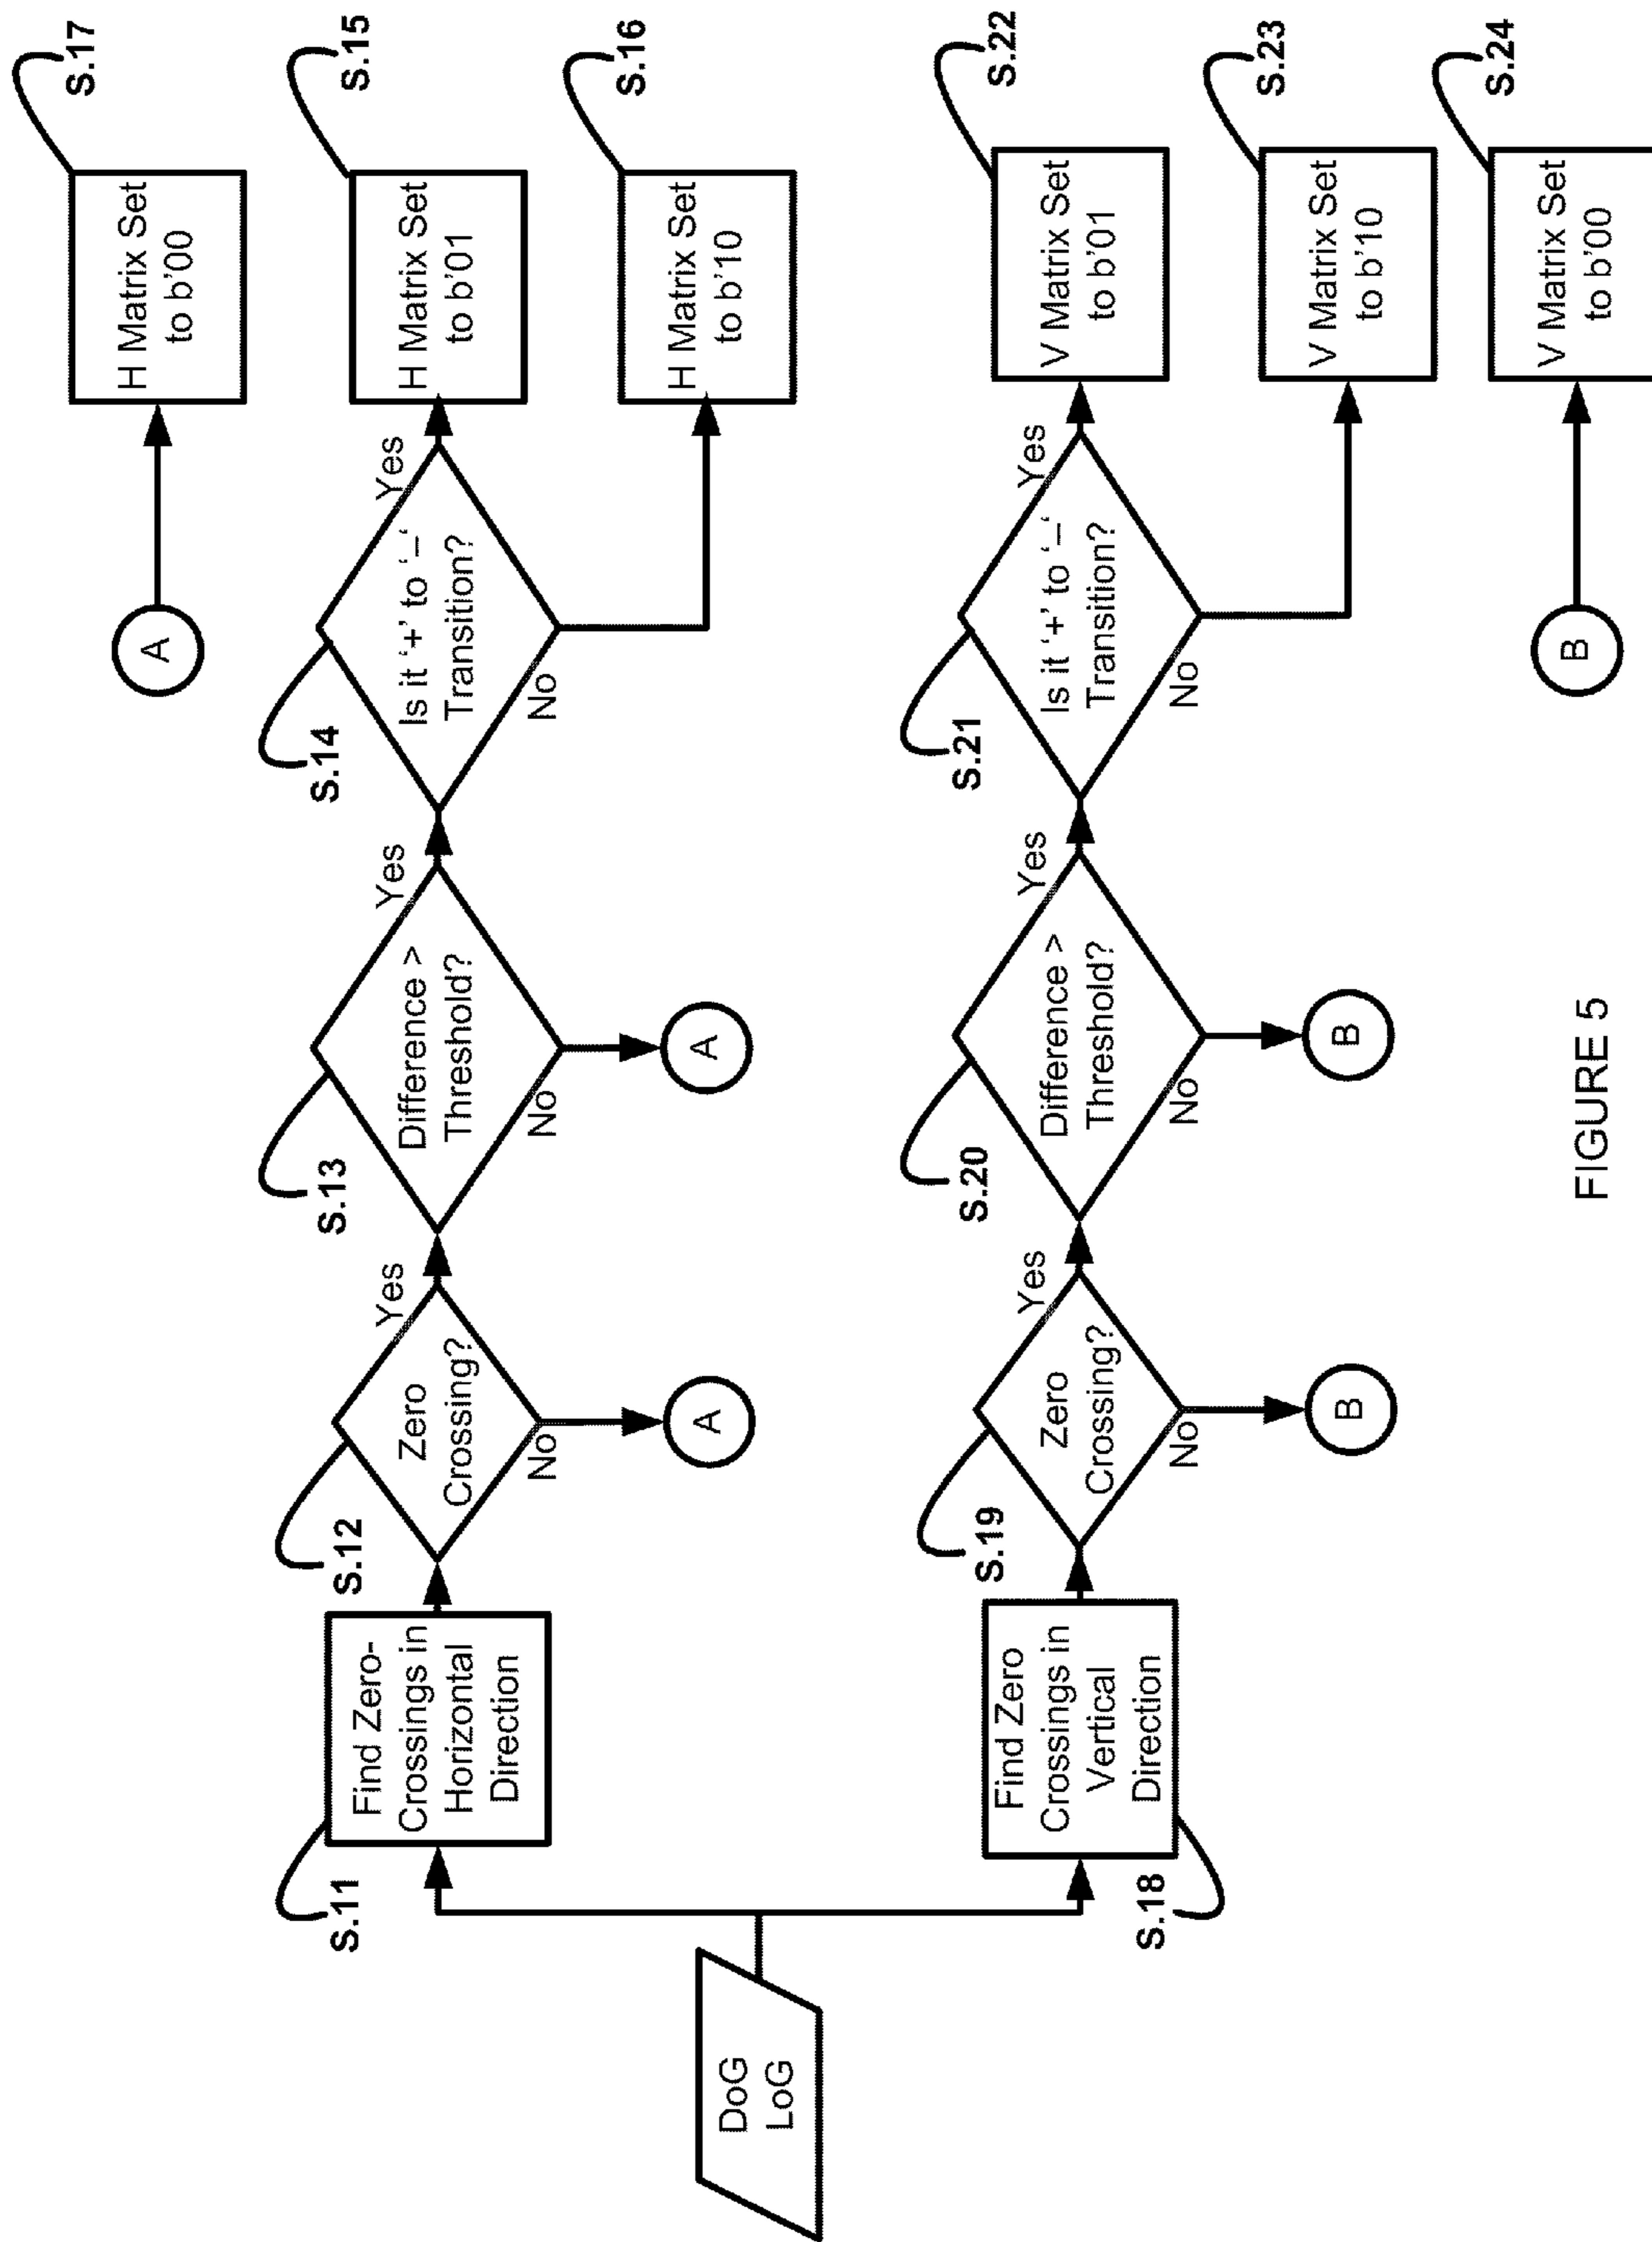 DoG
LoG
s.11
Find Zero-
Crossings in
Horizontal
Direction
s.12
Zero
Crossing?
Yes
No
A
s.13
Difference >
Threshold?
Yes
No
A
s.14
Is it ‘+’ to ‘–‘
Transition?
Yes
No
A
H Matrix Set
to b’00
s.17
H Matrix Set
to b’01
s.15
H Matrix Set
to b’10
s.16
s.18
Find Zero
Crossings in
Vertical
Direction
s.19
Zero
Crossing?
Yes
No
B
s.20
Difference >
Threshold?
Yes
No
B
s.21
Is it ‘+’ to ‘–‘
Transition?
Yes
No
V Matrix Set
to b’01
s.22
V Matrix Set
to b’10
s.23
B
V Matrix Set
to b’00
s.24
FIGURE 5